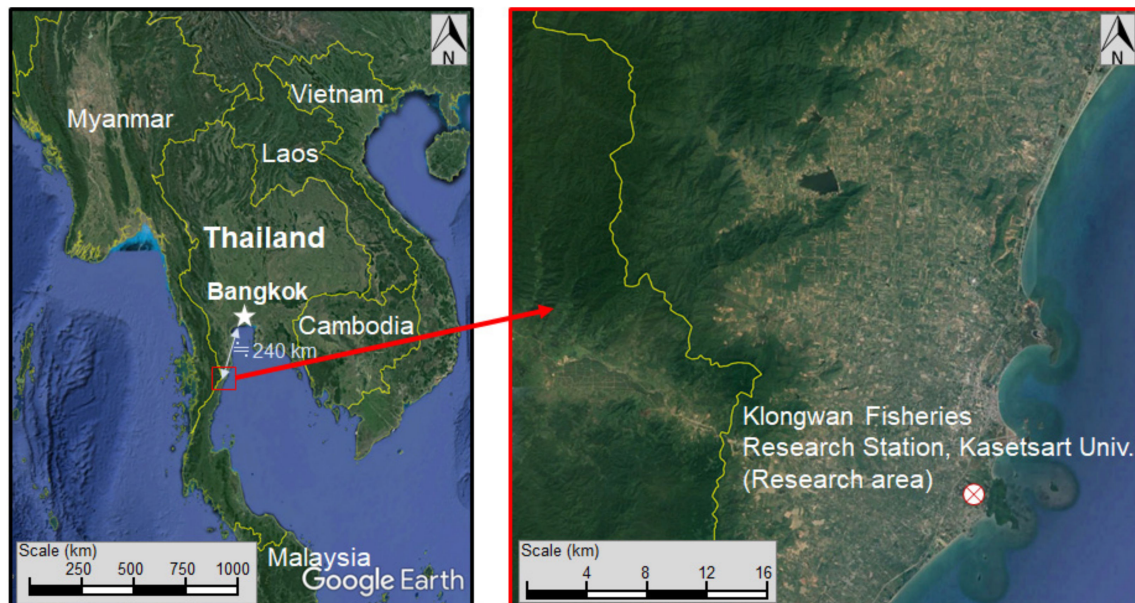 N
Vietnam
Myanmar
Laos
Thailand
Bangkok
Cambodia
≒240 km
Malaysia
Scale (km)
250 500 750 1000
Google Earth
N
Klongwan Fisheries
Research Station, Kasetsart Univ.
(Research area)
Scale (km)
4 8 12 16